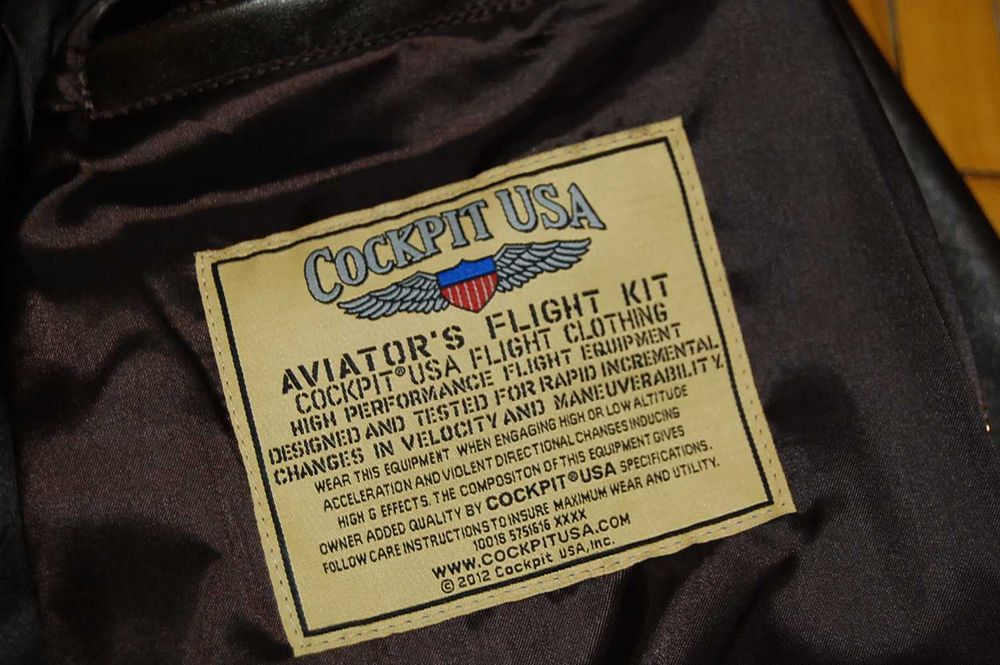 COCKPIT USA
AVIATOR'S FLIGHT KIT
COCKPIT® USA FLIGHT CLOTHING
HIGH PERFORMANCE FLIGHT EQUIPMENT
DESIGNED AND TESTED FOR RAPID INCREMENTAL
CHANGES IN VELOCITY AND MANEUVERABILITY.
WEAR THIS EQUIPMENT WHEN ENGAGING HIGH OR LOW ALTITUDE
ACCELERATION AND VIOLENT DIRECTIONAL CHANGES INDUCING
HIGH G EFFECTS. THE COMPOSITON OF THIS EQUIPMENT GIVES
OWNER ADDED QUALITY BY COCKPIT® USA SPECIFICATIONS.
FOLLOW CARE INSTRUCTIONS TO INSURE MAXIMUM WEAR AND UTILITY.
10018 5751616 XXXX
WWW.COCKPITUSA.COM
© 2012 Cockpit USA, Inc.